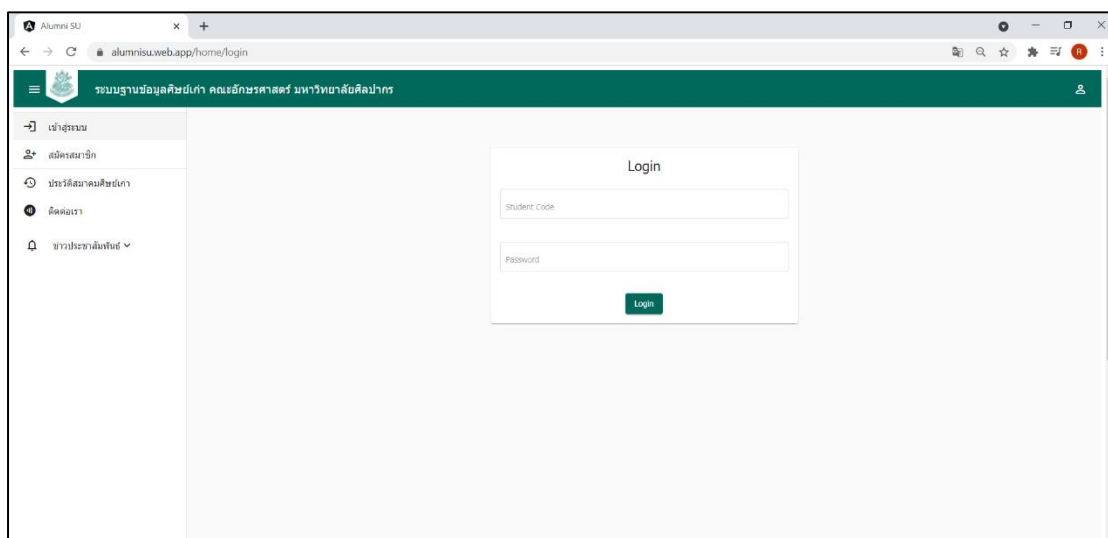 Alumni SU
alumnisu.web.app/home/login
R
ระบบฐานข้อมูลศิษย์เก่า คณะอักษรศาสตร์ มหาวิทยาลัยศิลปากร
เข้าสู่ระบบ
สมัครสมาชิก
ประวัติสมาคมศิษย์เก่า
ติดต่อเรา
ข่าวประชาสัมพันธ์
Login
Student Code
Password
Login